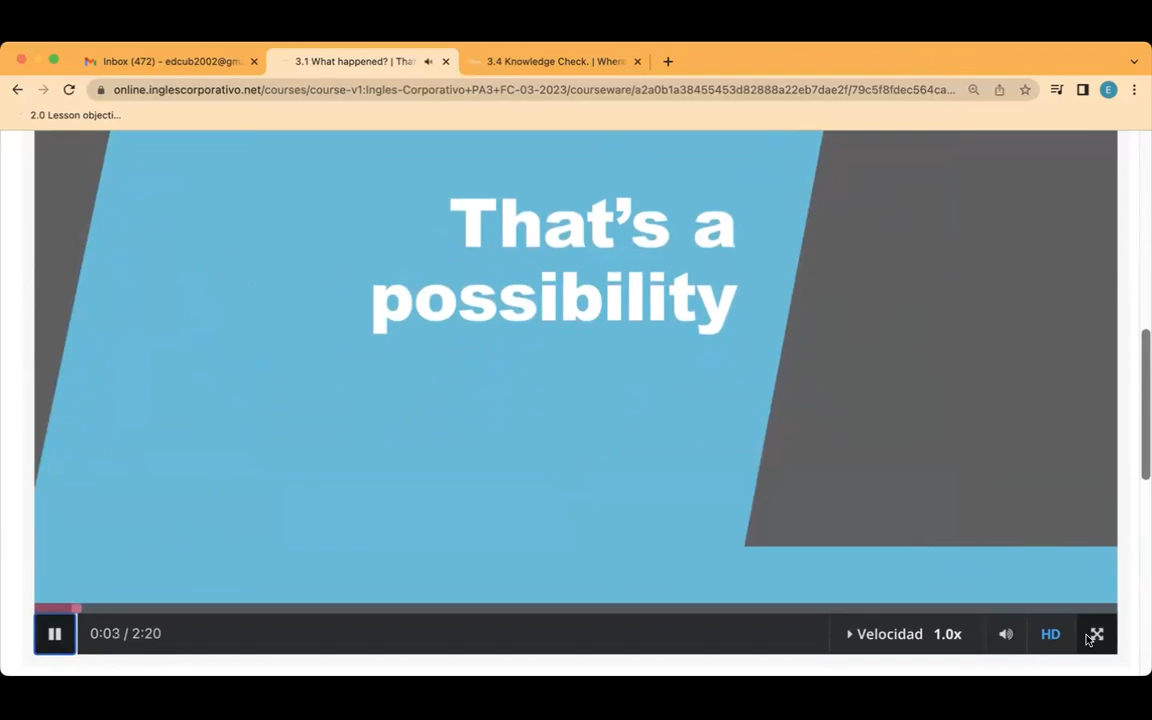 Inbox (472) - edcub2002@gm
3.1 What happened? | Tha
3.4 Knowledge Check. | Where
online.inglescorporativo.net/courses/course-v1:Ingles-Corporativo+PA3+FC-03-2023/courseware/a2a0b1a38455453d82888a22eb7dae2f/79c5f8fdec564ca...
E
2.0 Lesson objecti...
That's a
possibility
0:03 / 2:20
Velocidad 1.0x
HD